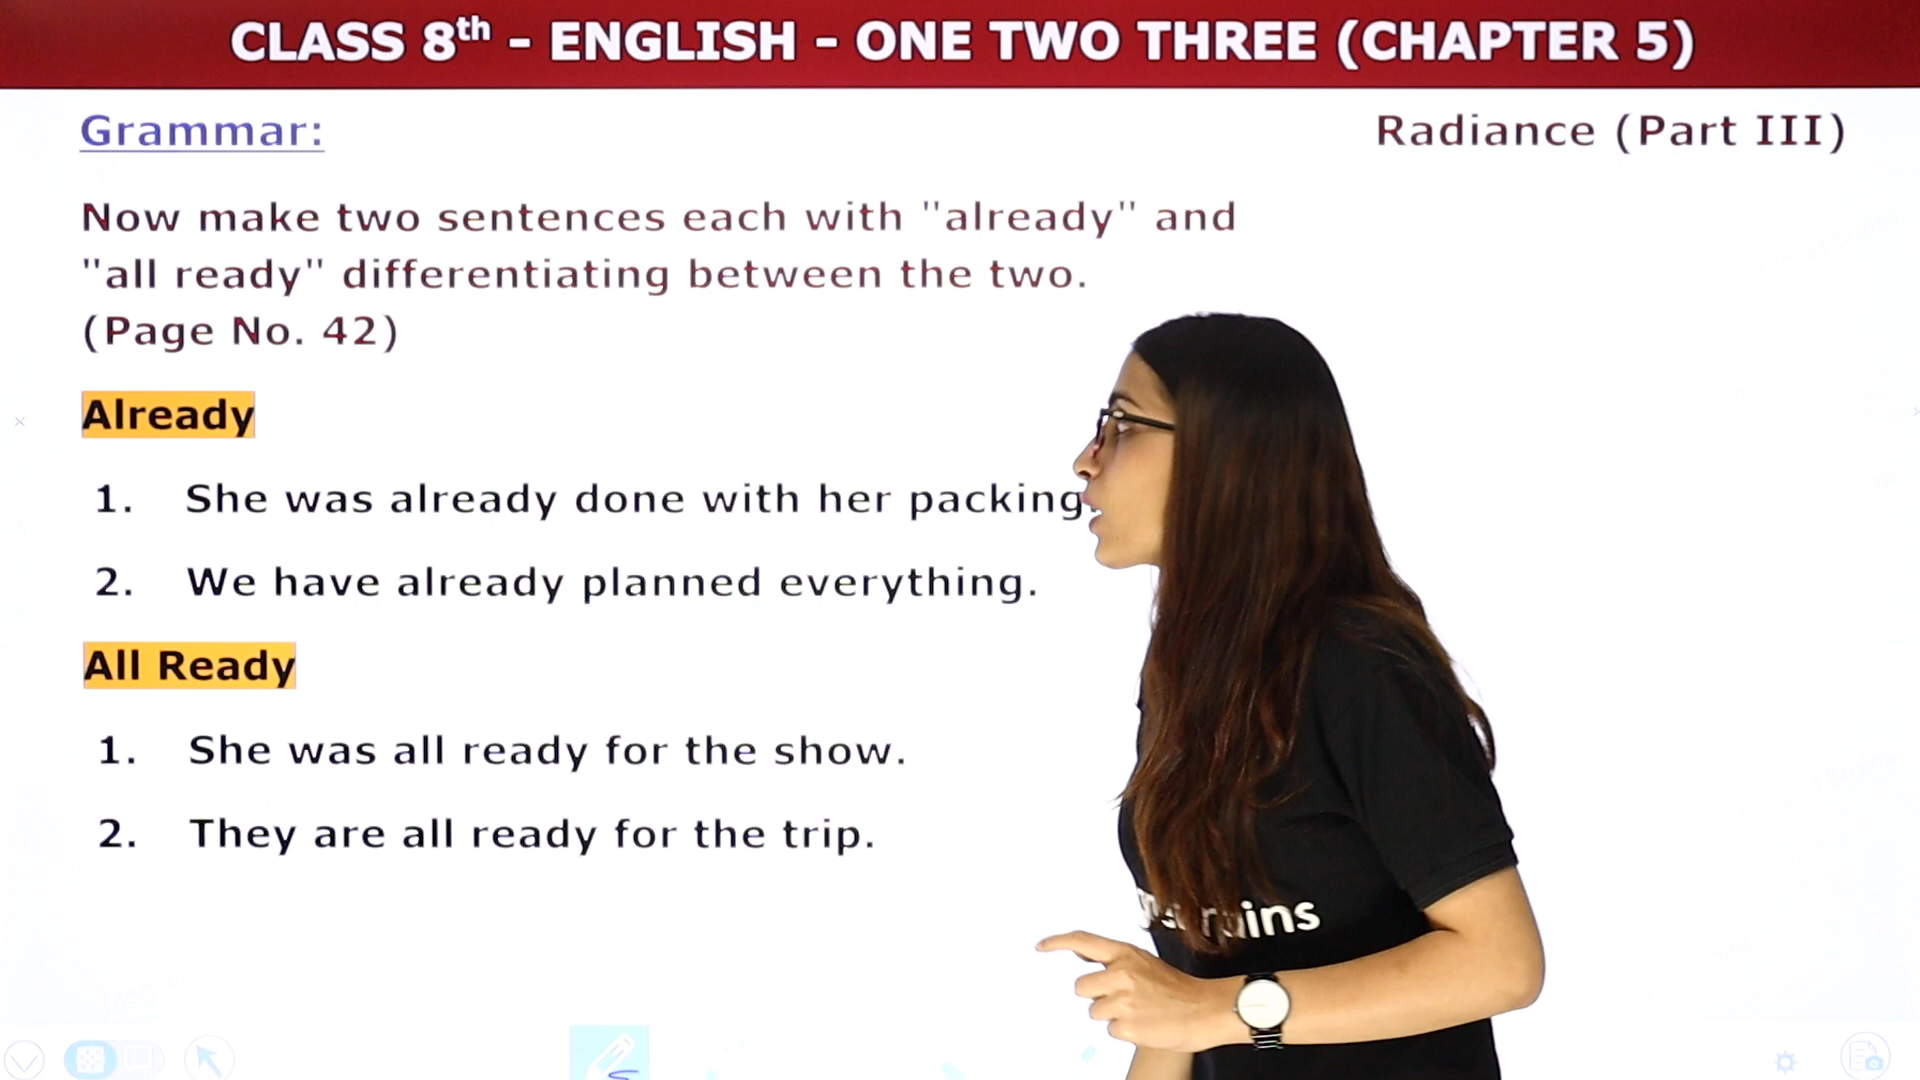 CLASS 8th - ENGLISH - ONE TWO THREE (CHAPTER 5)
Grammar:
Radiance (Part III)
Now make two sentences each with "already" and
"all ready" differentiating between the two.
(Page No. 42)
Already
1. She was already done with her packing.
2. We have already planned everything.
All Ready
1. She was all ready for the show.
2. They are all ready for the trip.